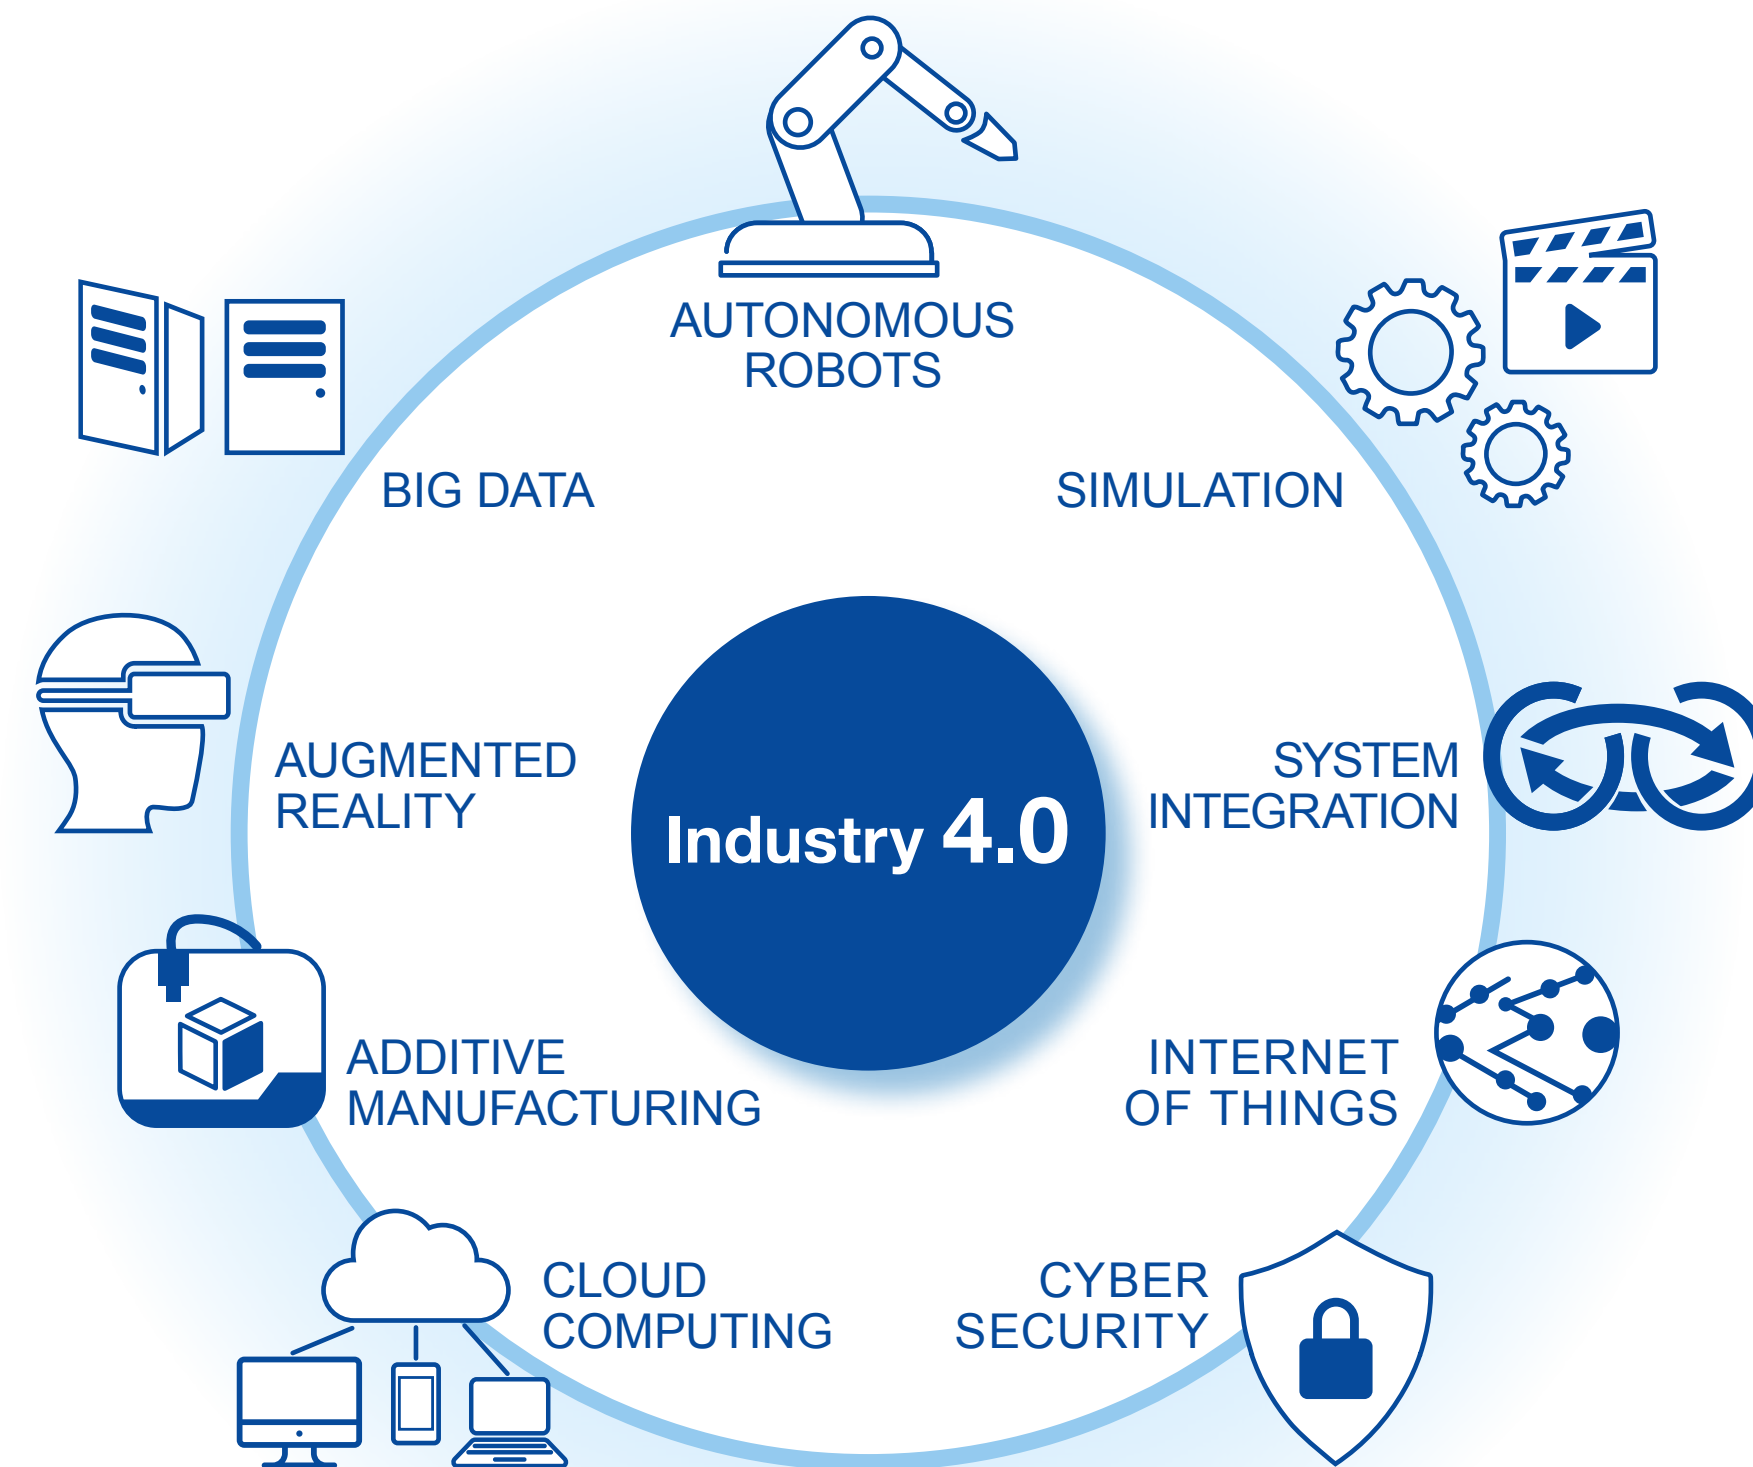 AUTONOMOUS
ROBOTS
BIG DATA
SIMULATION
AUGMENTED
REALITY
SYSTEM
INTEGRATION
Industry 4.0
ADDITIVE
MANUFACTURING
INTERNET
OF THINGS
CLOUD
COMPUTING
CYBER
SECURITY